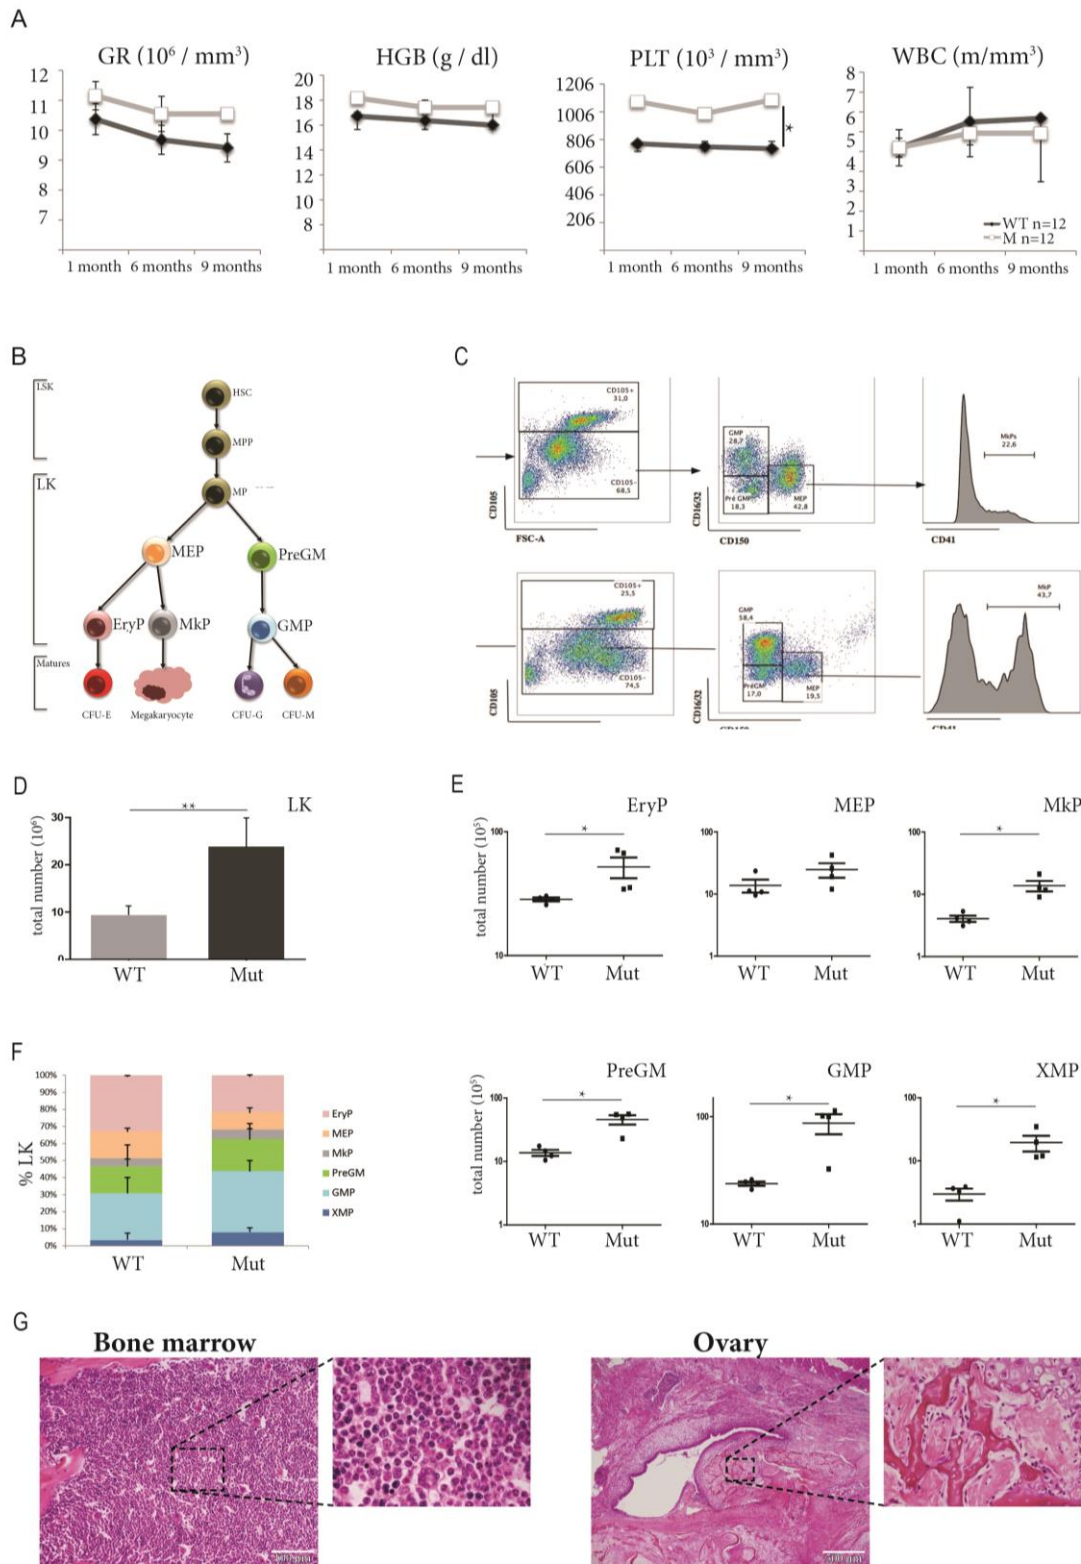 A
GR (10⁶ / mm³)
HGB (g / dl)
PLT (10³ / mm³)
WBC (m/mm³)
12
11
10
9
8
7
1 month 6 months 9 months
20
18
16
14
12
10
8
6
1 month 6 months 9 months
1206
1006
806
606
406
206
*
1 month 6 months 9 months
8
7
6
5
4
3
2
1
WT n=12
M n=12
1 month 6 months 9 months
B
LSK
HSC
MPP
LK
MP
MEP
PreGM
EryP
MkP
GMP
Matures
CFU-E Megakaryocyte CFU-G CFU-M
C
CD105+
31,0
CD105-
68,5
CD105
FSC-A
GMP
28,7
Pré GMP
18,3
MEP
42,8
CD16/32
CD150
MkPs
22,6
CD41
CD105+
25,5
CD105-
74,5
CD105
GMP
58,4
PréGM
17,0
MEP
19,5
CD16/32
CD150
MkP
43,7
CD41
D
**
LK
total number (10⁶)
30
20
10
0
WT Mut
E
EryP
*
total number (10⁵)
100
10
WT Mut
MEP
100
10
1
WT Mut
MkP
*
100
10
1
WT Mut
PreGM
*
total number (10⁵)
100
10
1
WT Mut
GMP
*
100
10
WT Mut
XMP
*
100
10
1
WT Mut
F
% LK
100%
90%
80%
70%
60%
50%
40%
30%
20%
10%
0%
WT Mut
EryP
MEP
MkP
PreGM
GMP
XMP
G
Bone marrow
Ovary